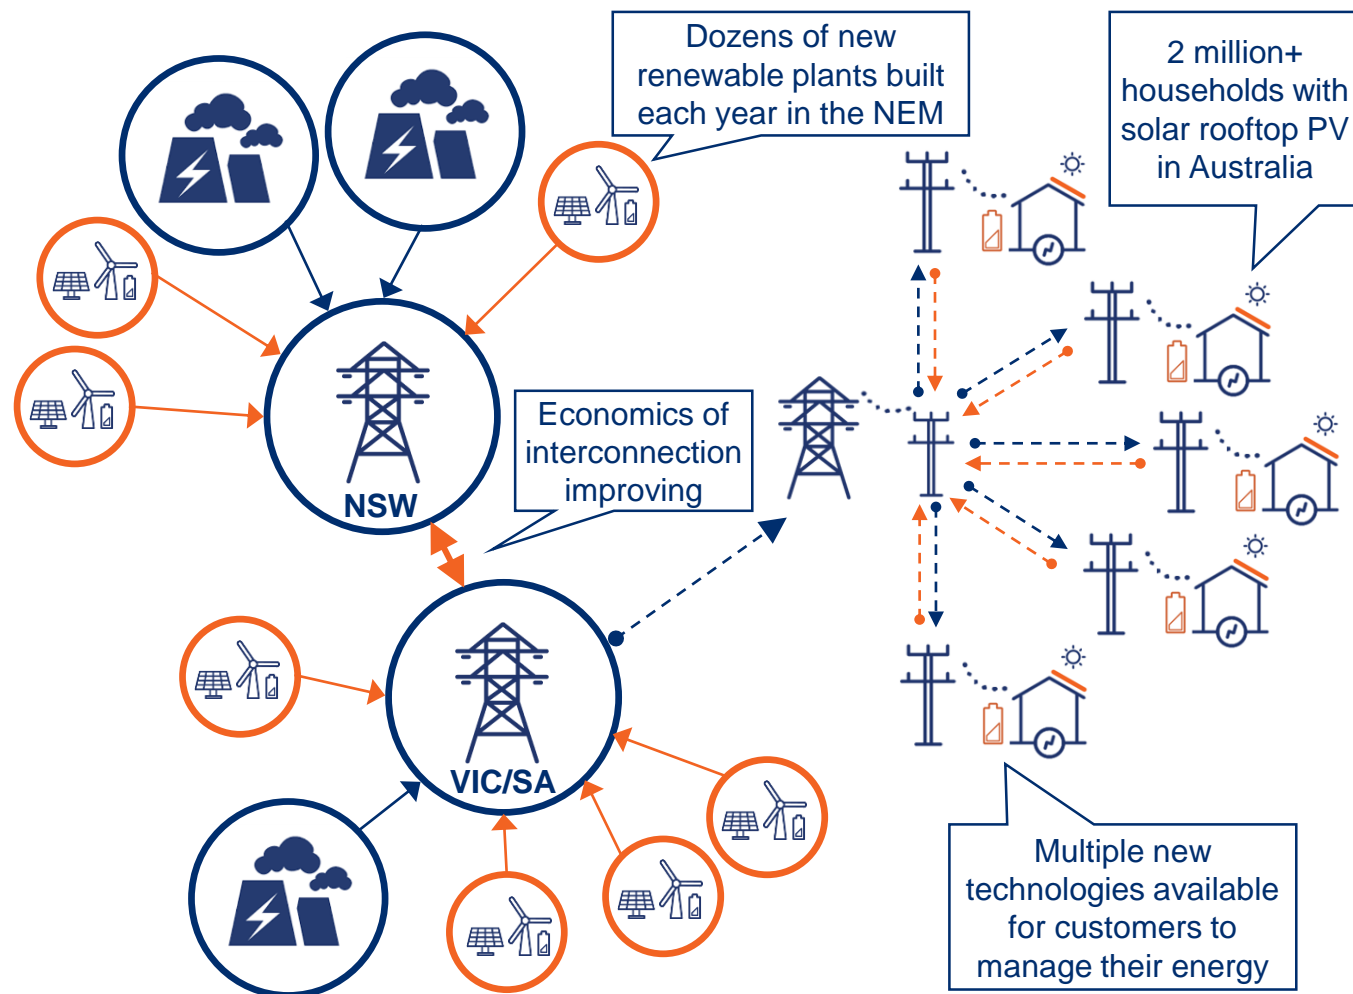 Dozens of new
renewable plants built
each year in the NEM
2 million+
households with
solar rooftop PV
in Australia
Economics of
interconnection
improving
NSW
VIC/SA
Multiple new
technologies available
for customers to
manage their energy